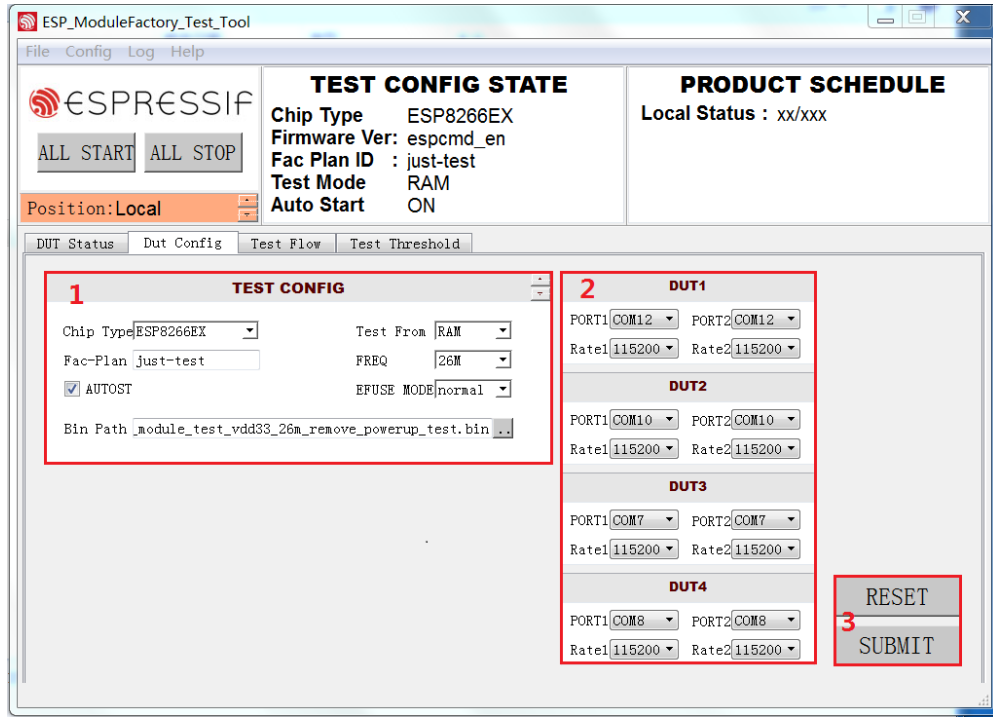 ESP_ModuleFactory_Test_Tool
File Config Log Help
ESPRESSIF
ALL START ALL STOP
Position:Local
TEST CONFIG STATE
Chip Type ESP8266EX
Firmware Ver: espcmd_en
Fac Plan ID : just-test
Test Mode RAM
Auto Start ON
PRODUCT SCHEDULE
Local Status : xx/xxx
DUT Status Dut Config Test Flow Test Threshold
1 TEST CONFIG
Chip Type ESP8266EX Test From RAM
Fac-Plan just-test FREQ 26M
AUTOST EFUSE MODE normal
Bin Path _module_test_vdd33_26m_remove_powerup_test.bin ..
2 DUT1
PORT1 COM12 PORT2 COM12
Rate1 115200 Rate2 115200
DUT2
PORT1 COM10 PORT2 COM10
Rate1 115200 Rate2 115200
DUT3
PORT1 COM7 PORT2 COM7
Rate1 115200 Rate2 115200
DUT4
PORT1 COM8 PORT2 COM8
Rate1 115200 Rate2 115200
RESET
3
SUBMIT